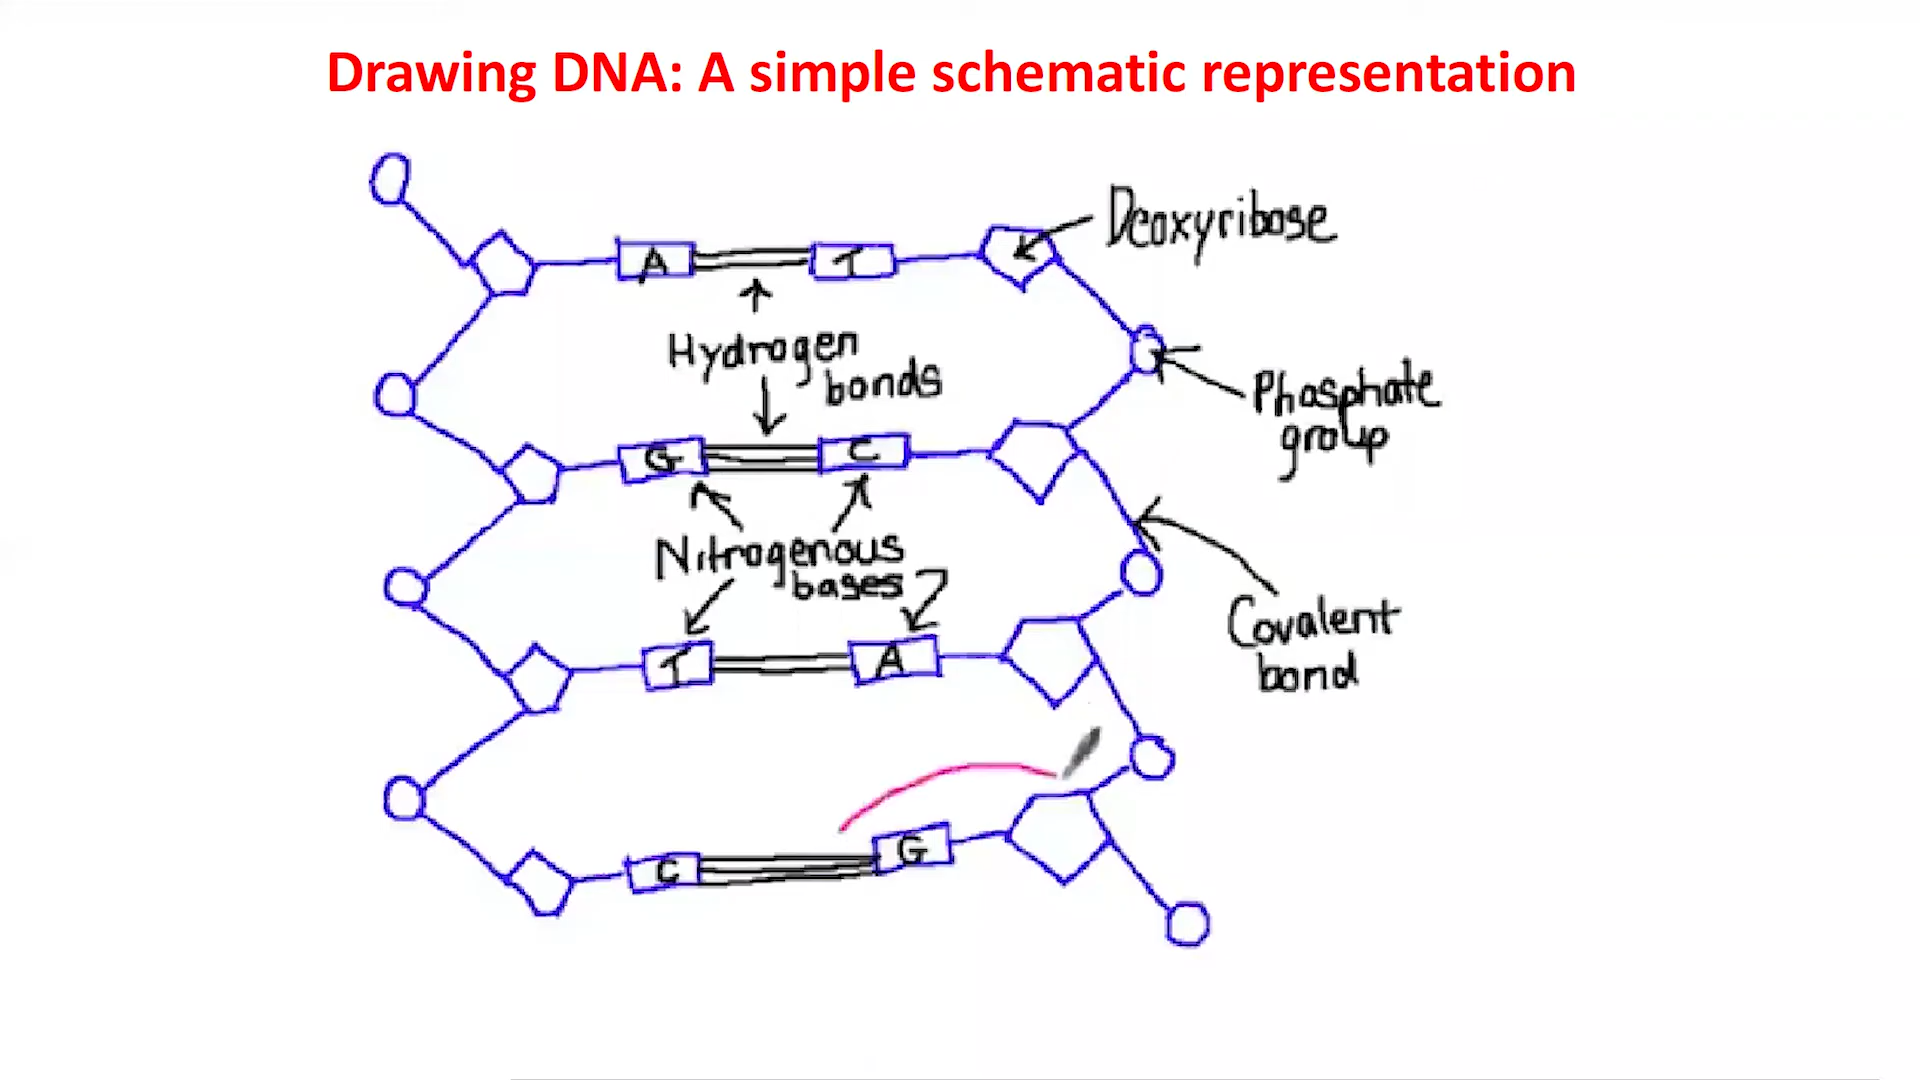 Drawing DNA: A simple schematic representation
Deoxyribose
A T
Hydrogen
bonds
Phosphate
group
G C
Nitrogenous
bases
Covalent
bond
T A
C G